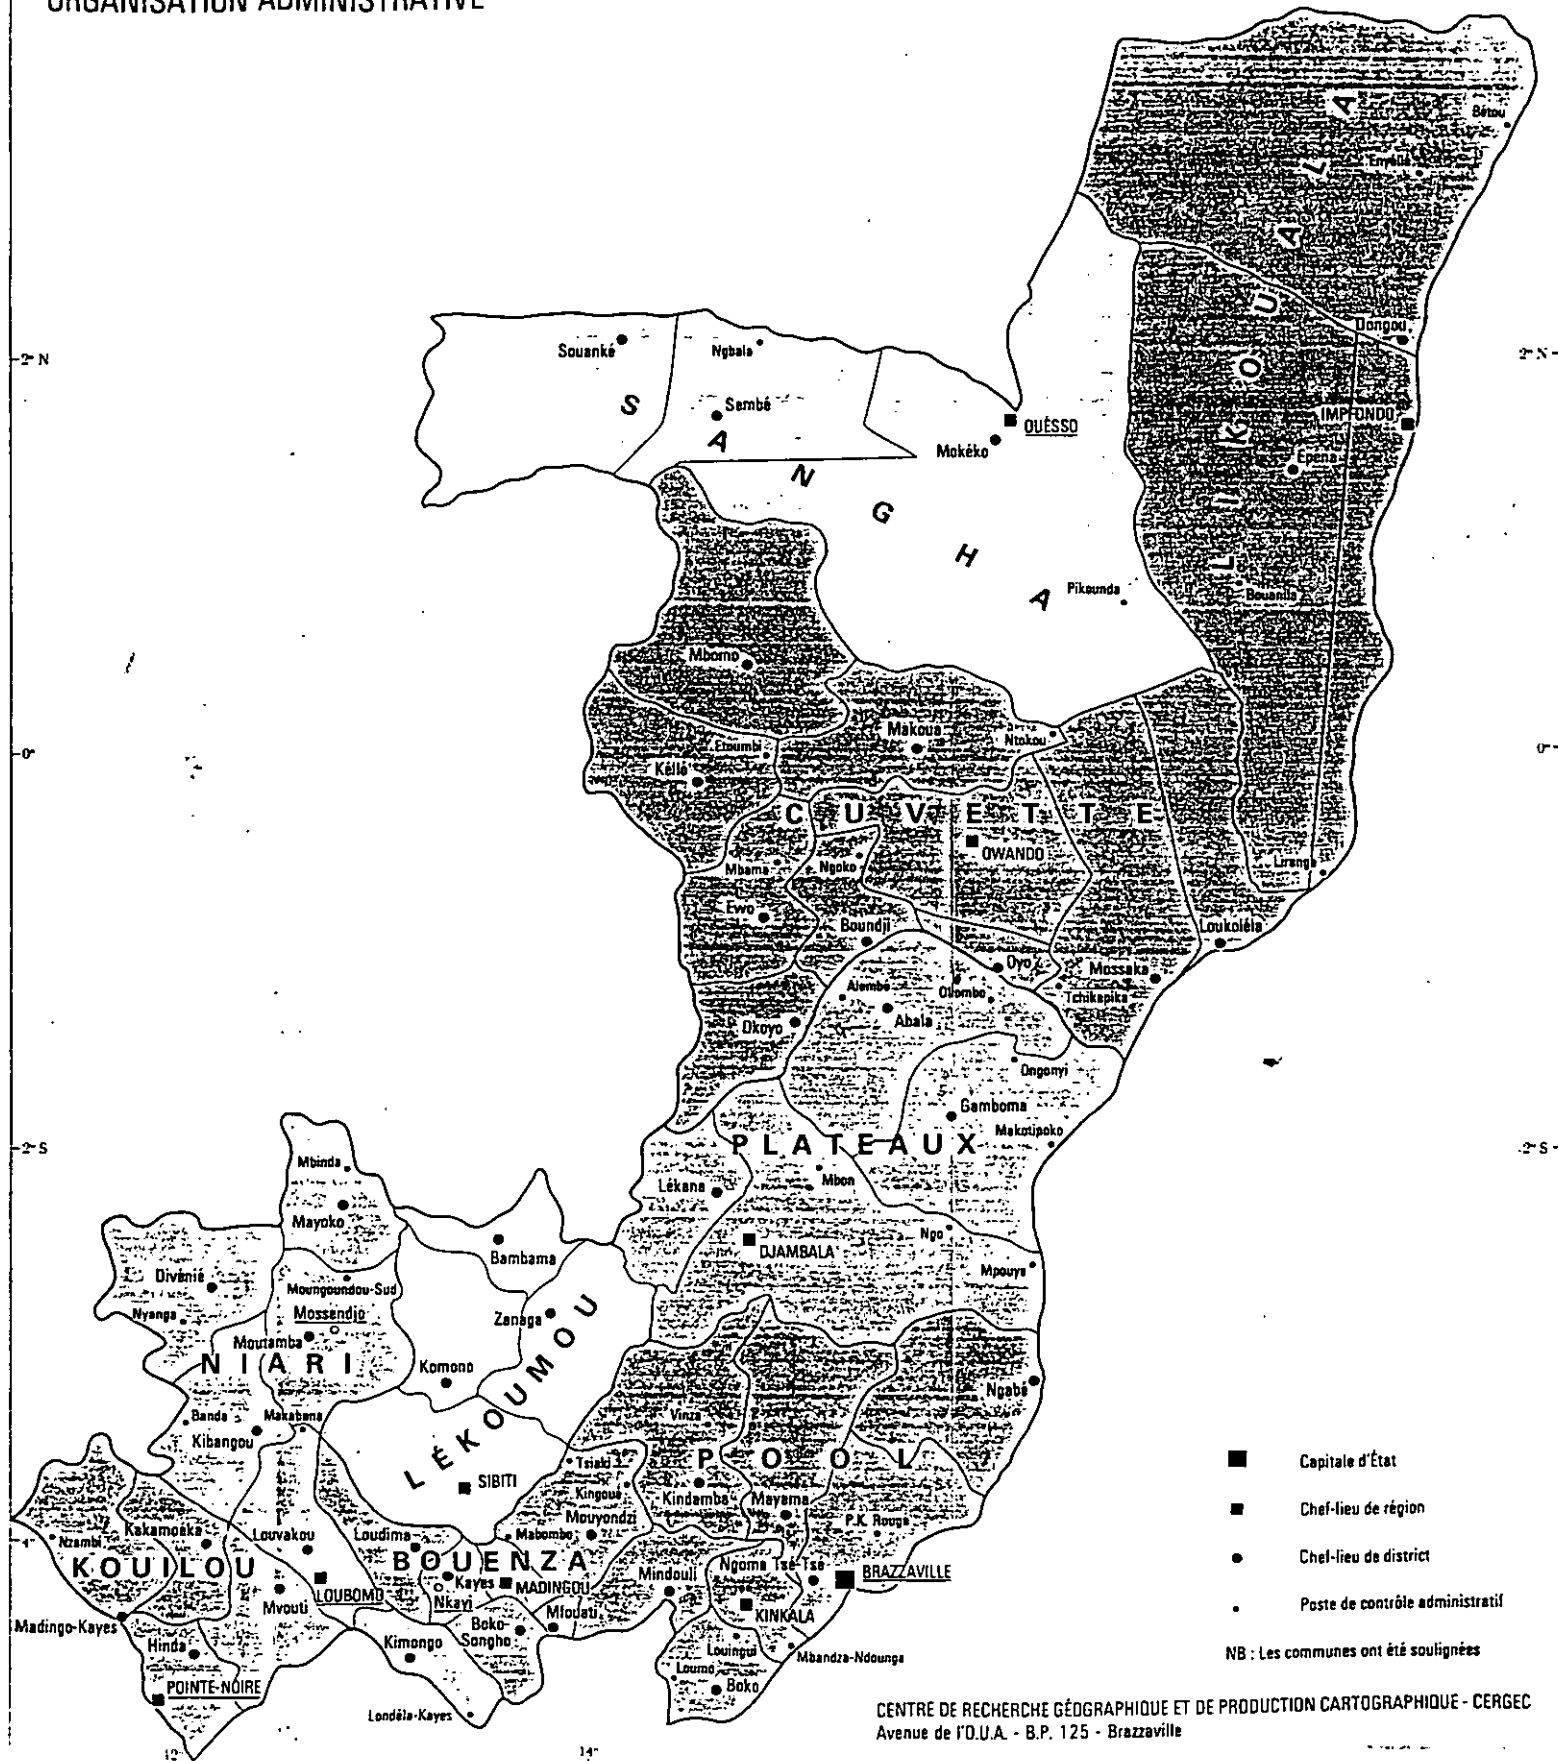 ORGANISATION ADMINISTRATIVE
LIKOUALA
Bétou
Enyellé
Dongou
2° N
2° N
Souanké
Ngbala
Sembé
IMPFONDO
OUÉSSO
Mokéko
Epena
SANGHA
Pikounda
Bouanila
Mbomo
Makoua
Ntokou
Etoumbi
0°
0°
Kéllé
CUVETTE
OWANDO
Mbama
Ngoko
Liranga
Ewo
Boundji
Loukoléla
Oyo
Mossaka
Alembé
Ollombo
Tchikapika
Okoyo
Abala
Ongonyi
Gamboma
Makotipoko
2° S
2° S
PLATEAUX
Mbinda
Mbon
Lékana
Mayoko
Ngo
DJAMBALA
Bambama
Mpouya
Divénié
Moungoundou-Sud
Nyanga
Mossendjo
Zanaga
Moutamba
NIARI
Komono
LÉKOUMOU
Ngabé
Banda
Makabana
Vinza
Kibangou
POOL
Tsiaki
SIBITI
Kingoué
Kindamba
Mayama
Mouyondzi
P.K. Rouge
Nzambi
Kakamoéka
Louvakou
Loudima
Mabombo
4°
KOUILOU
BOUENZA
Mindouli
Ngoma Tsé-Tsé
BRAZZAVILLE
LOUBOMO
Kayes
MADINGOU
Mvouti
Nkayi
KINKALA
Madingo-Kayes
Boko-
Songho
Mfouati
Hinda
Kimongo
Louingui
Mbandza-Ndounga
Loumo
Boko
POINTE-NOIRE
Londéla-Kayes
12°
14°
Capitale d'État
Chef-lieu de région
Chef-lieu de district
Poste de contrôle administratif
NB : Les communes ont été soulignées
CENTRE DE RECHERCHE GÉOGRAPHIQUE ET DE PRODUCTION CARTOGRAPHIQUE - CERGEC
Avenue de l'O.U.A. - B.P. 125 - Brazzaville